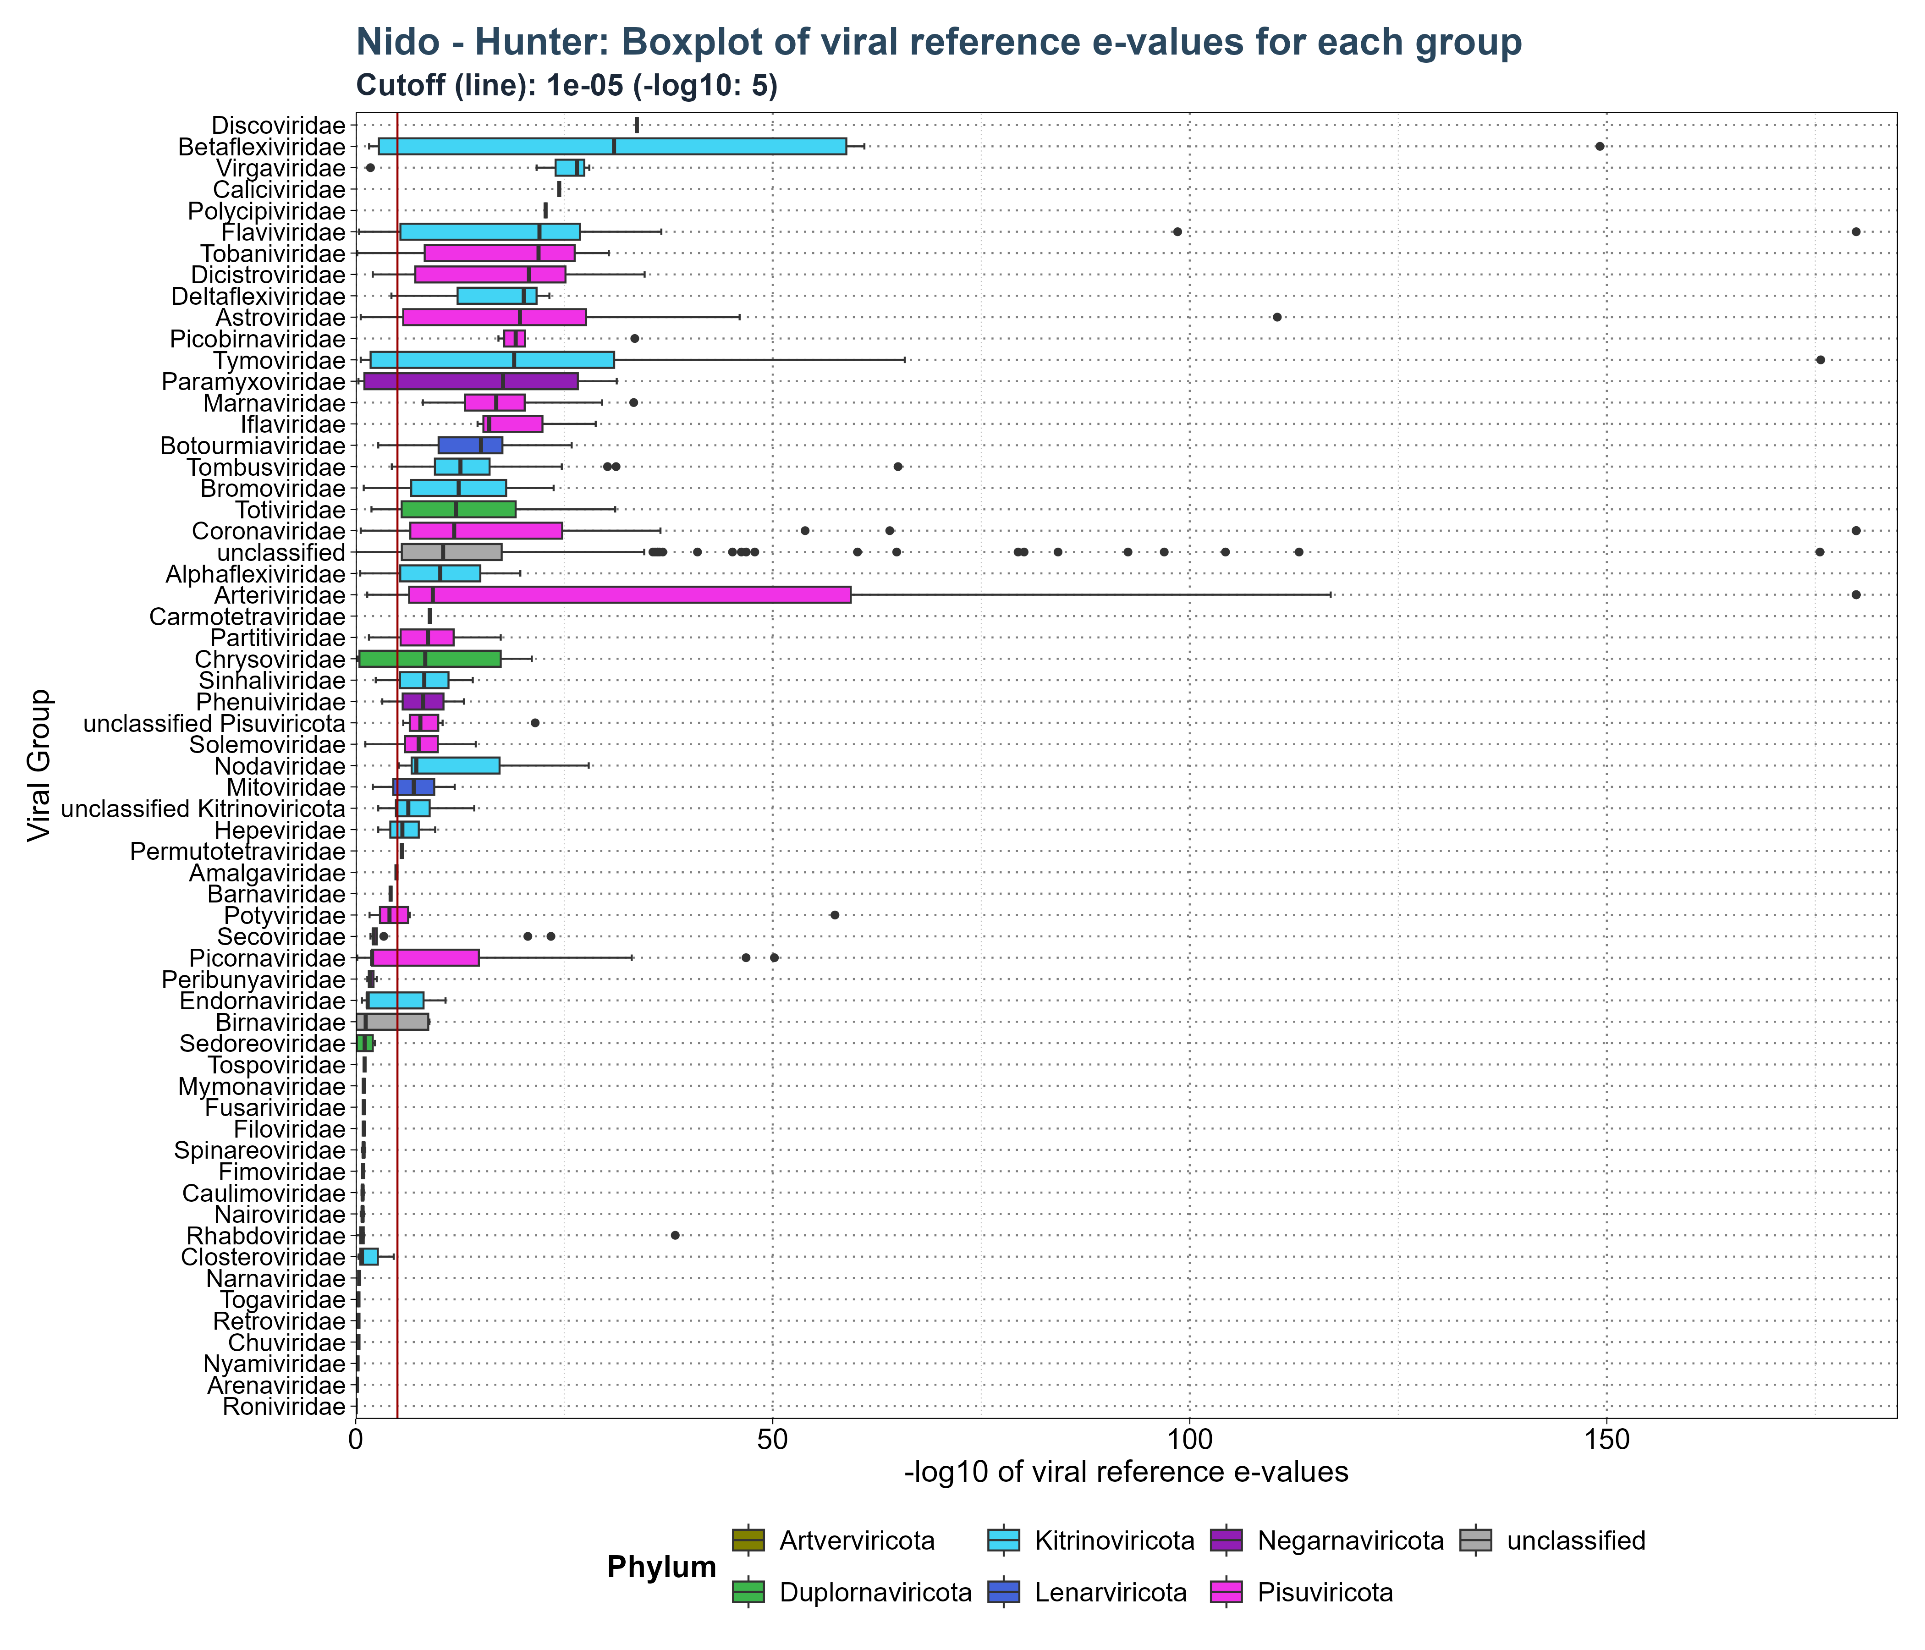 Nido - Hunter: Boxplot of viral reference e-values for each group
Cutoff (line): 1e-05 (-log10: 5)
Viral Group
Discoviridae
Betaflexiviridae
Virgaviridae
Caliciviridae
Polycipiviridae
Flaviviridae
Tobaniviridae
Dicistroviridae
Deltaflexiviridae
Astroviridae
Picobirnaviridae
Tymoviridae
Paramyxoviridae
Marnaviridae
Iflaviridae
Botourmiaviridae
Tombusviridae
Bromoviridae
Totiviridae
Coronaviridae
unclassified
Alphaflexiviridae
Arteriviridae
Carmotetraviridae
Partitiviridae
Chrysoviridae
Sinhaliviridae
Phenuiviridae
unclassified Pisuviricota
Solemoviridae
Nodaviridae
Mitoviridae
unclassified Kitrinoviricota
Hepeviridae
Permutotetraviridae
Amalgaviridae
Barnaviridae
Potyviridae
Secoviridae
Picornaviridae
Peribunyaviridae
Endornaviridae
Birnaviridae
Sedoreoviridae
Tospoviridae
Mymonaviridae
Fusariviridae
Filoviridae
Spinareoviridae
Fimoviridae
Caulimoviridae
Nairoviridae
Rhabdoviridae
Closteroviridae
Narnaviridae
Togaviridae
Retroviridae
Chuviridae
Nyamiviridae
Arenaviridae
Roniviridae
0 50 100 150
-log10 of viral reference e-values
Phylum
Artverviricota Kitrinoviricota Negarnaviricota unclassified
Duplornaviricota Lenarviricota Pisuviricota